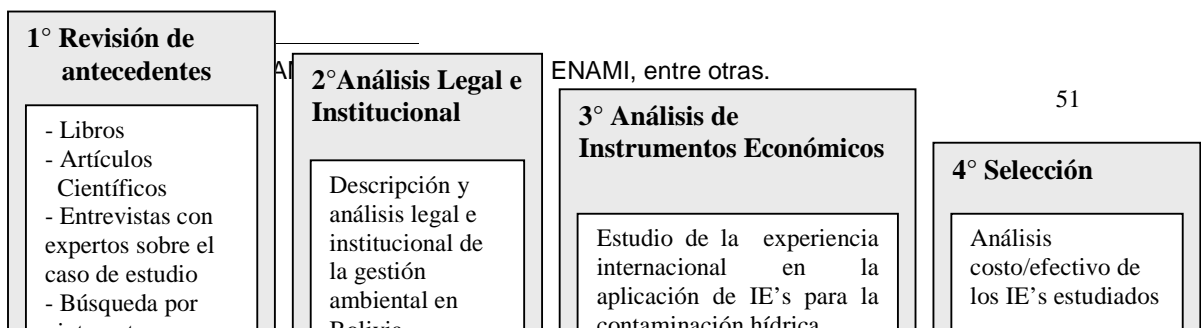 1° Revisión de
antecedentes
- Libros
- Artículos
Científicos
- Entrevistas con
expertos sobre el
caso de estudio
- Búsqueda por
2°Análisis Legal e
Institucional
Descripción y
análisis legal e
institucional de
la gestión
ambiental en
Bolivia
ENAMI, entre otras.
51
3° Análisis de
Instrumentos Económicos
Estudio de la experiencia
internacional en la
aplicación de IE's para la
contaminación hídrica
4° Selección
Análisis
costo/efectivo de
los IE's estudiados